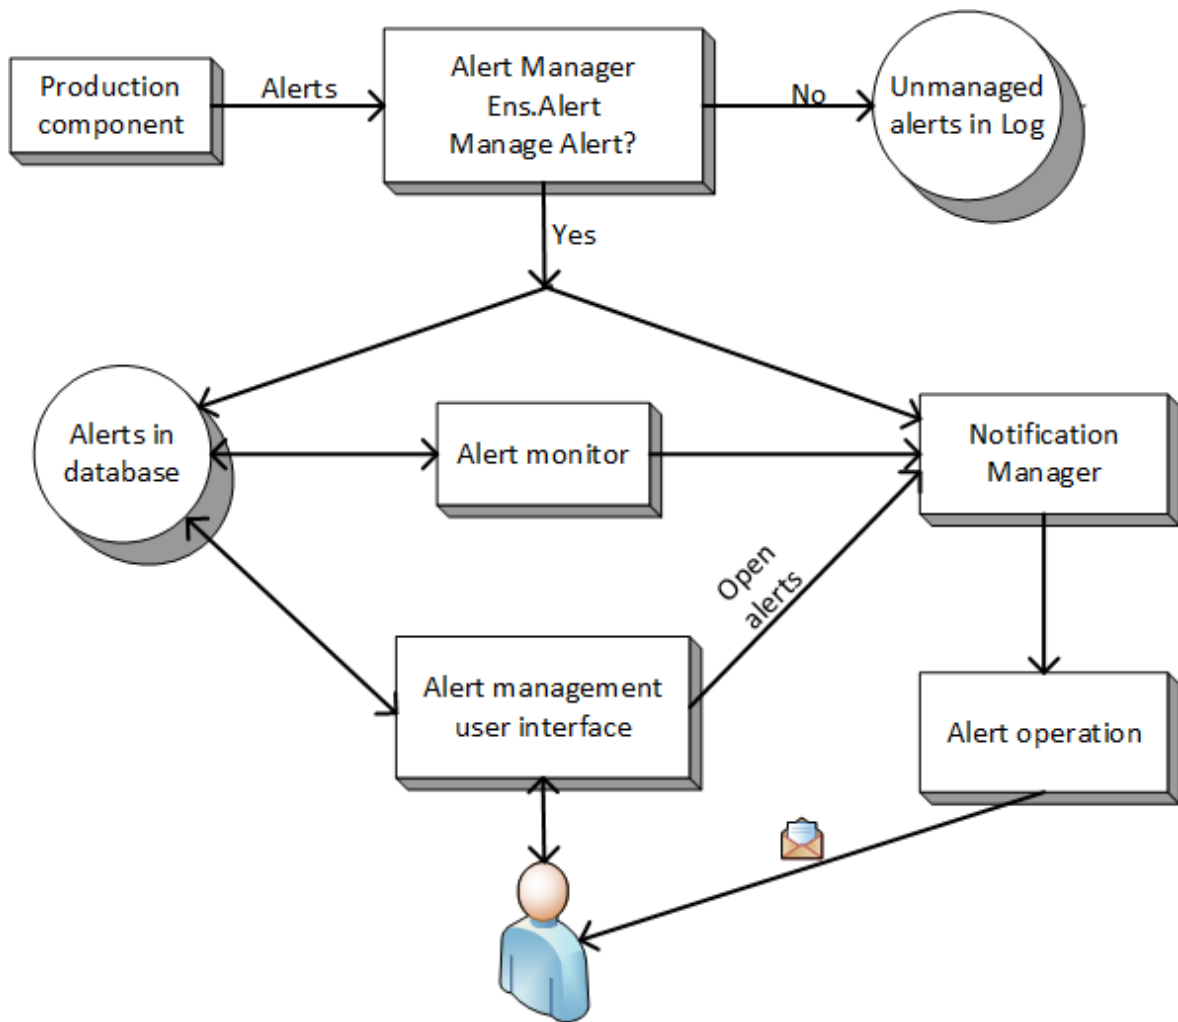 Production
component
Alerts
Alert Manager
Ens.Alert
Manage Alert?
No
Unmanaged
alerts in Log
Yes
Alerts in
database
Alert monitor
Notification
Manager
Open
alerts
Alert management
user interface
Alert operation